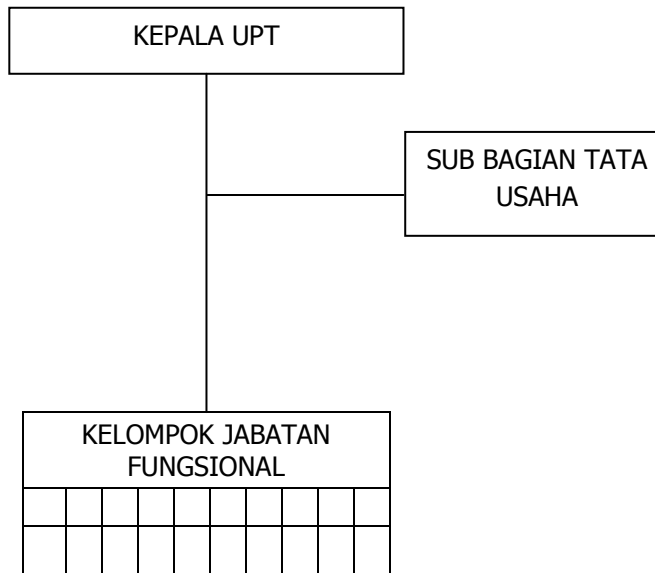 KEPALA UPT
SUB BAGIAN TATA
USAHA
KELOMPOK JABATAN
FUNGSIONAL